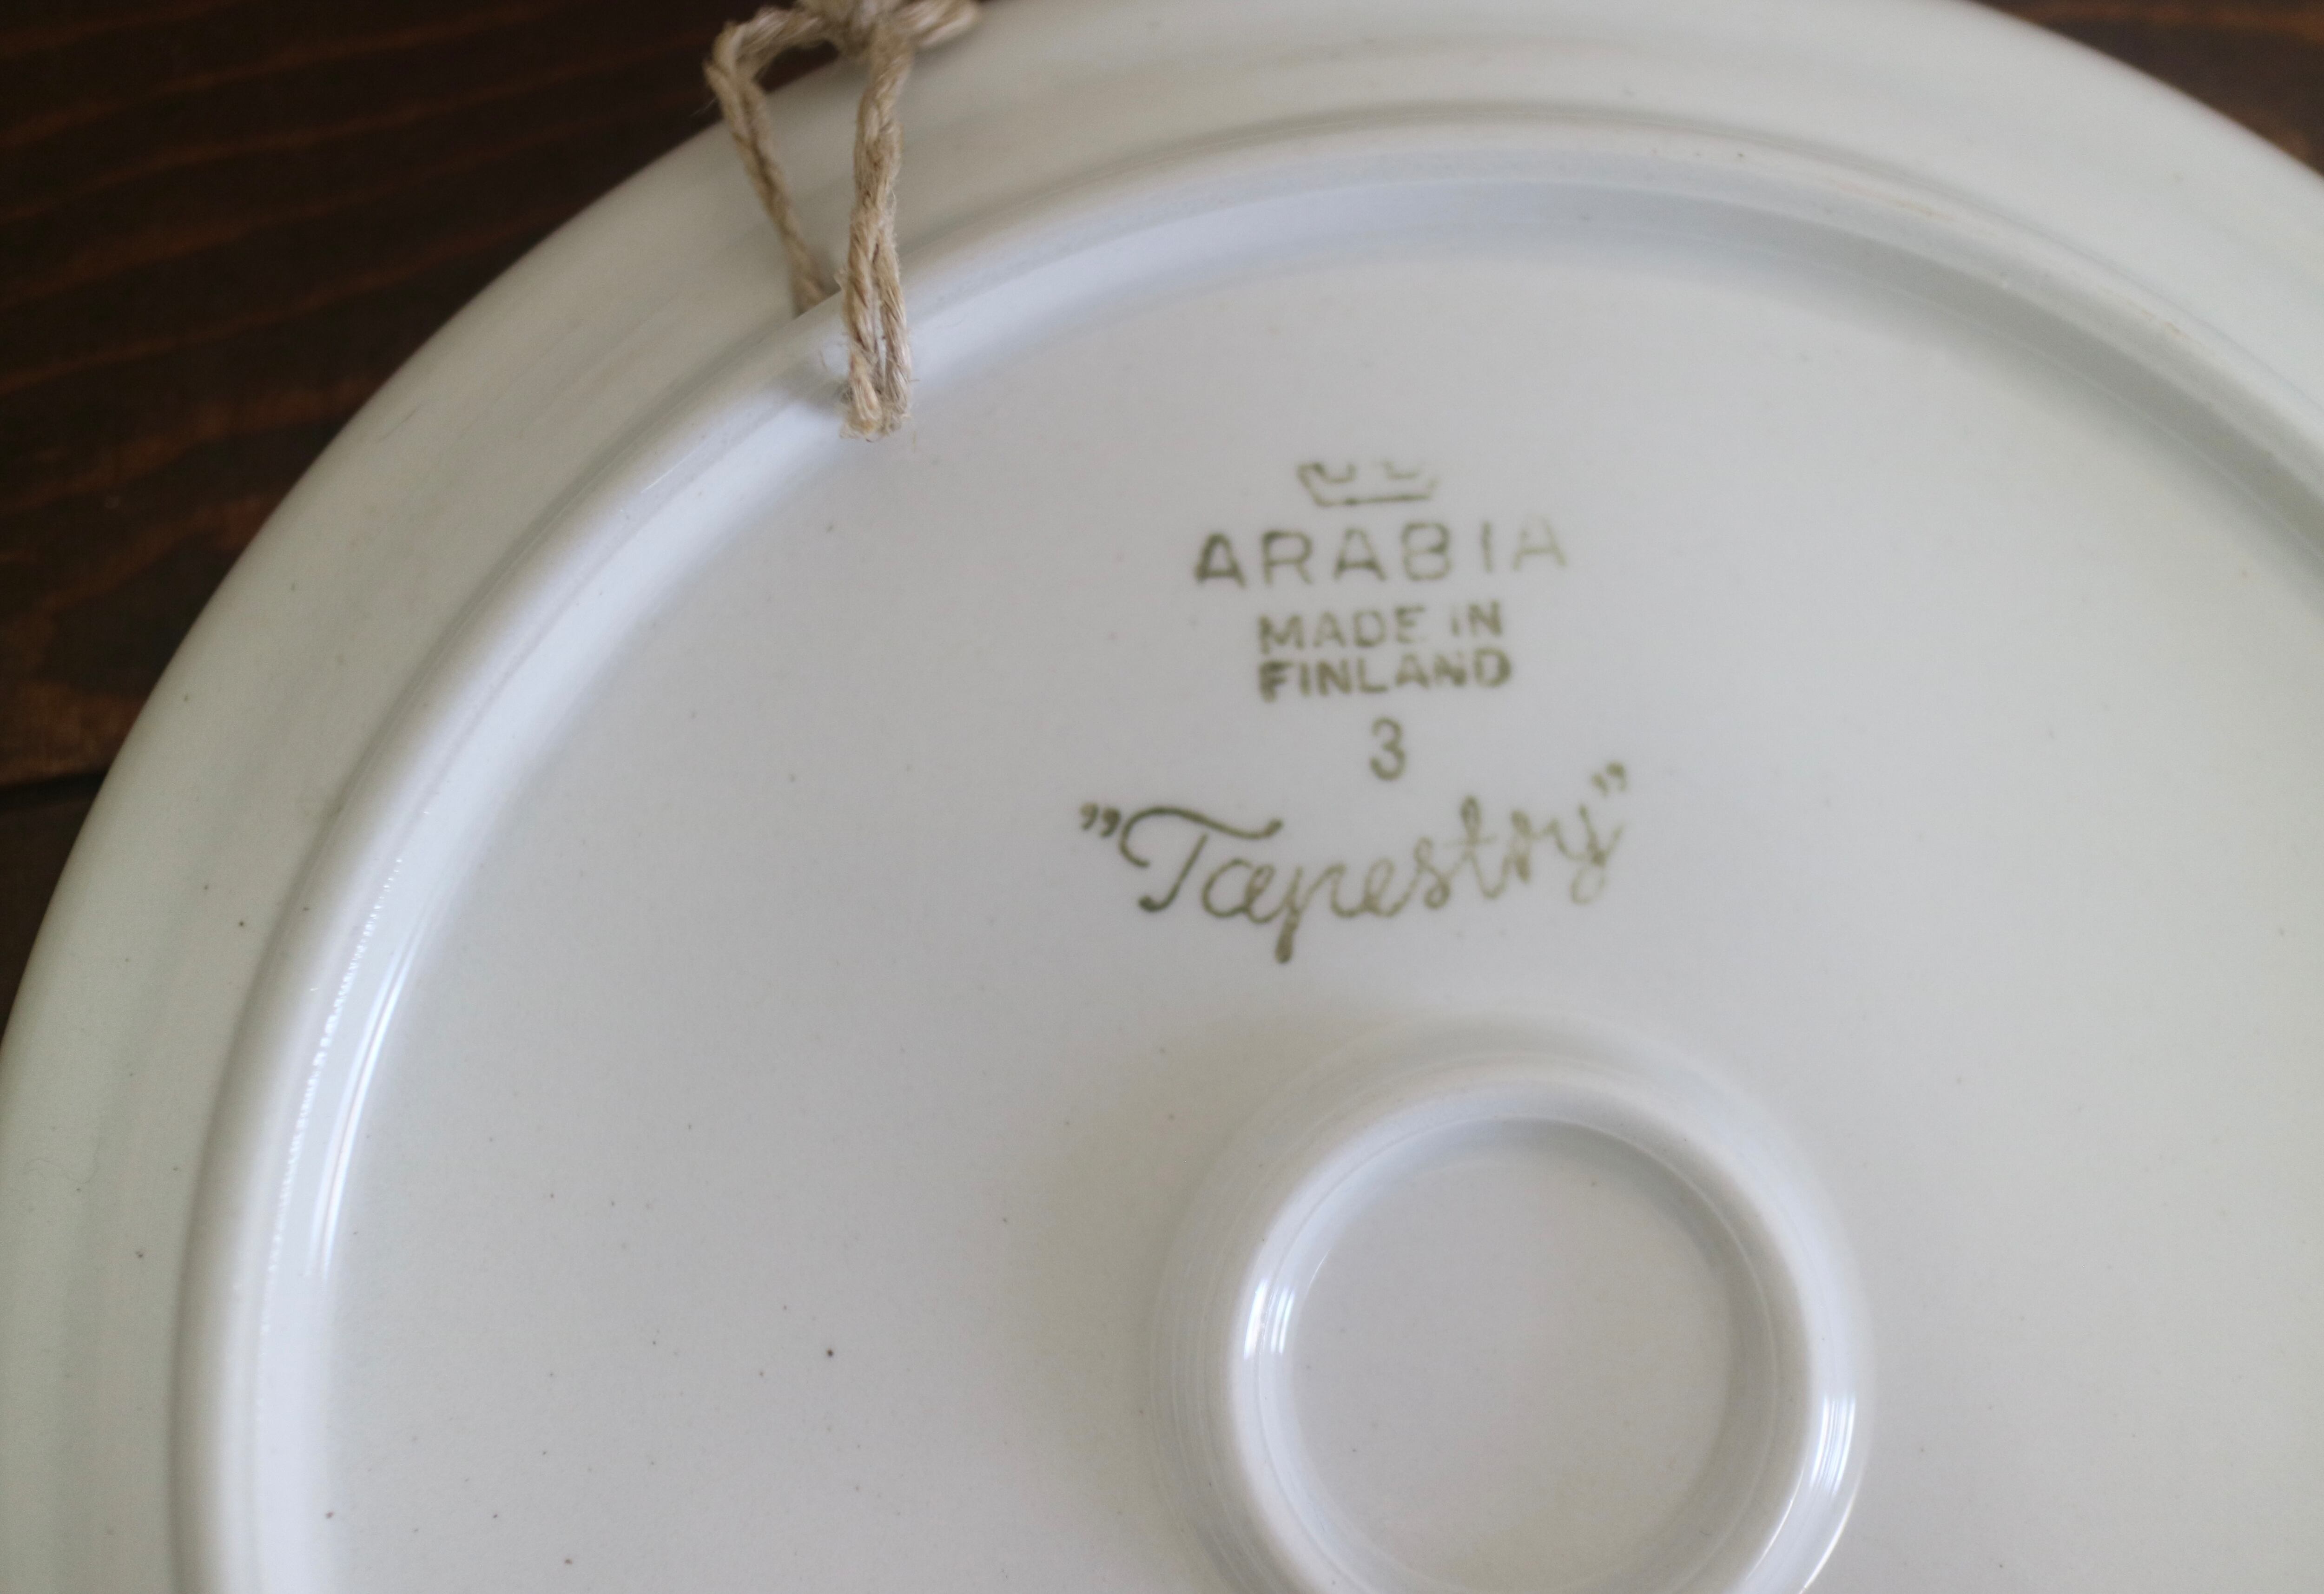 ARABIA
MADE IN
FINLAND
3
”Tapestry”